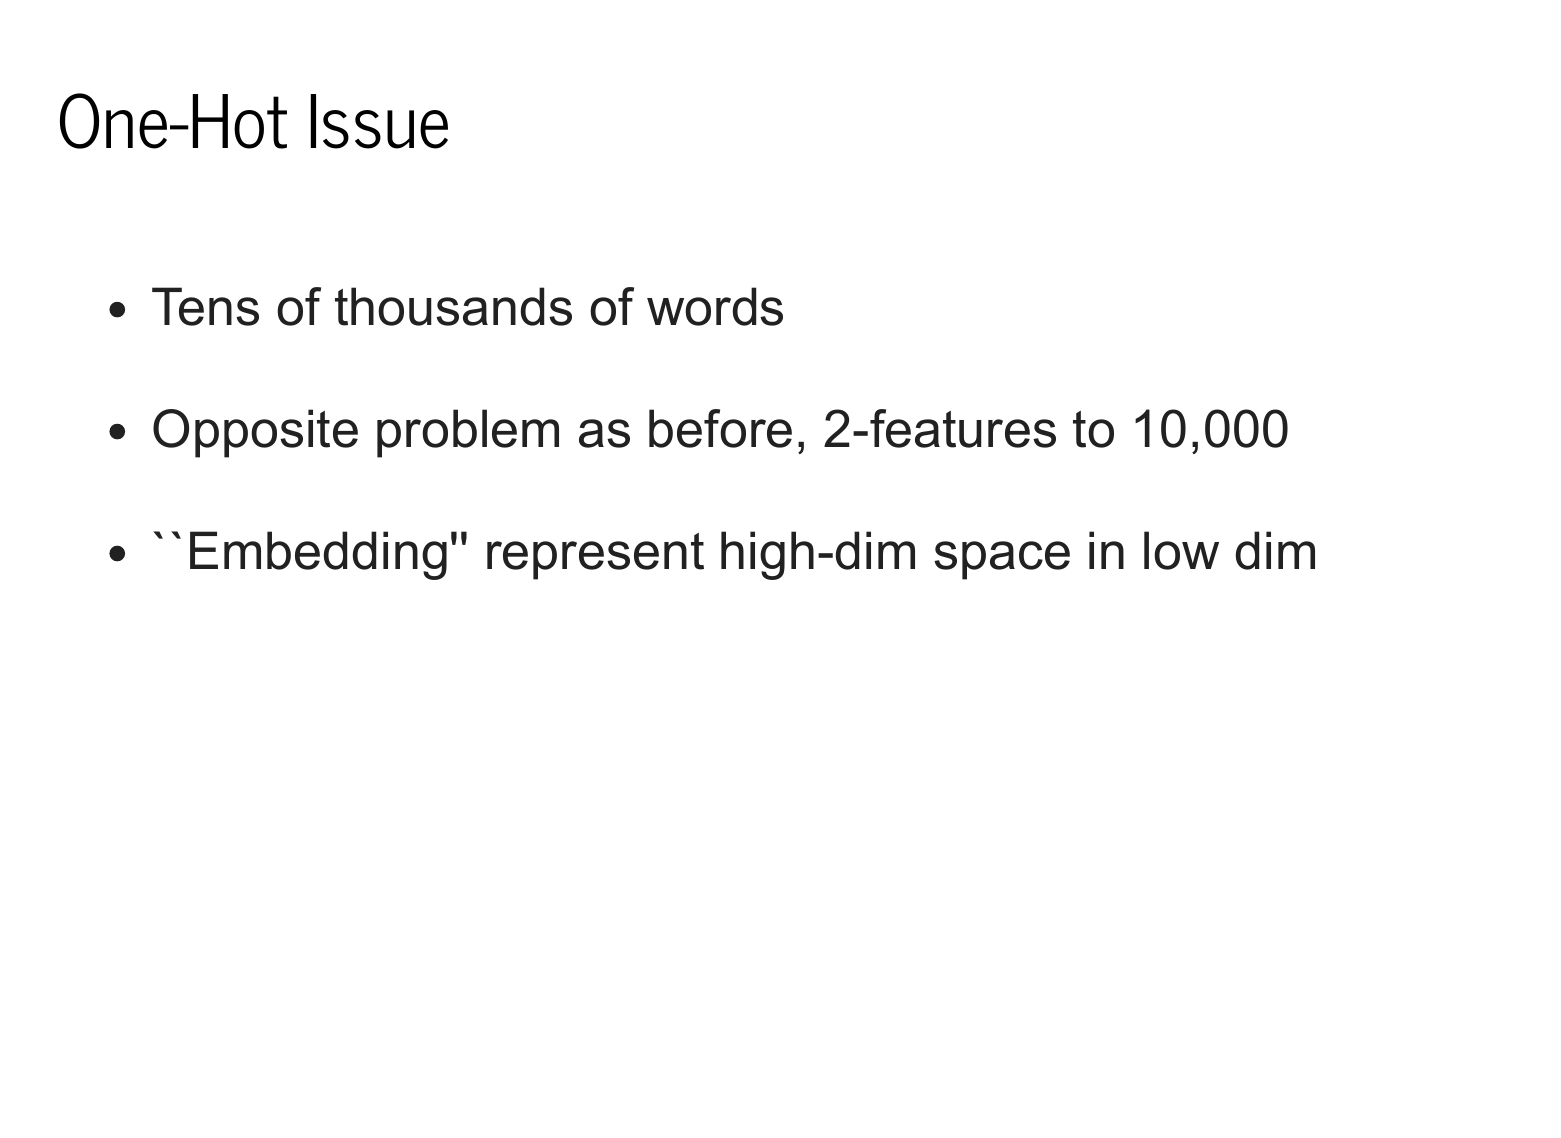 One-Hot Issue
• Tens of thousands of words
• Opposite problem as before, 2-features to 10,000
• ``Embedding'' represent high-dim space in low dim